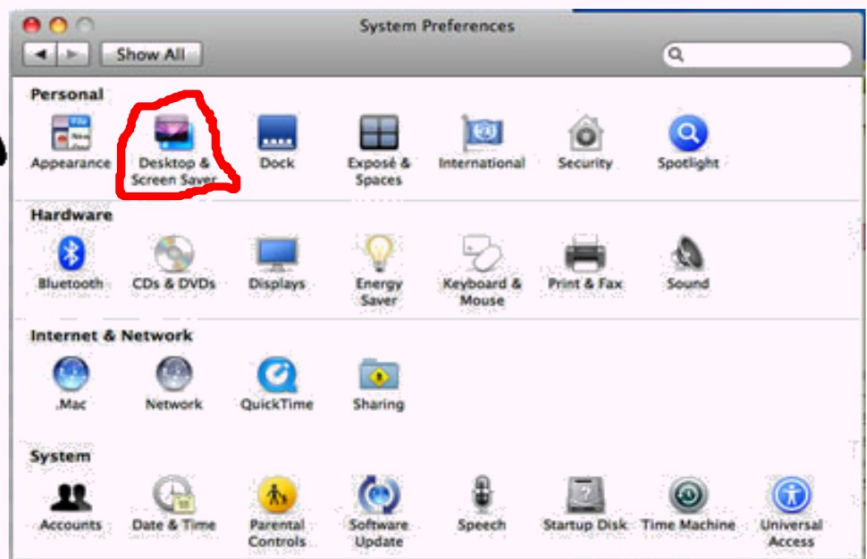 System Preferences
Show All
Personal
Appearance
Desktop &
Screen Saver
Dock
Exposé &
Spaces
International
Security
Spotlight
Hardware
Bluetooth
CDs & DVDs
Displays
Energy
Saver
Keyboard &
Mouse
Print & Fax
Sound
Internet & Network
.Mac
Network
QuickTime
Sharing
System
Accounts
Date & Time
Parental
Controls
Software
Update
Speech
Startup Disk
Time Machine
Universal
Access